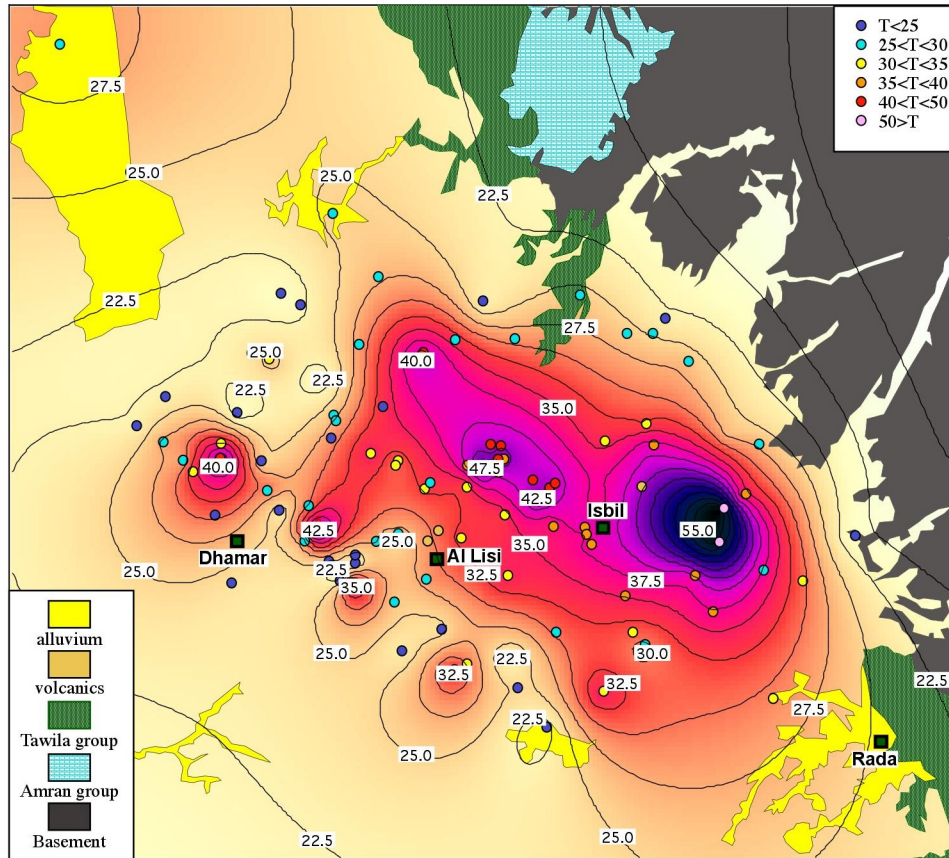 T<25
25<T<30
30<T<35
35<T<40
40<T<50
50>T
27.5
25.0
25.0
22.5
22.5
27.5
25.0
22.5
40.0
35.0
40.0
47.5
42.5
Isbil
55.0
42.5
35.0
25.0
Al Lisi
Dhamar
22.5
32.5
37.5
25.0
35.0
25.0
22.5
30.0
32.5
32.5
22.5
27.5
22.5
25.0
Rada
22.5
25.0
alluvium
volcanics
Tawila group
Amran group
Basement